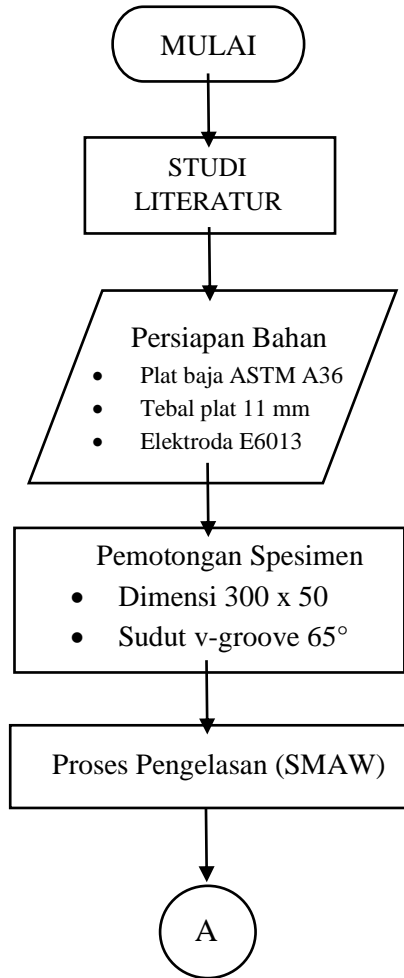 MULAI
STUDI
LITERATUR
Persiapan Bahan
• Plat baja ASTM A36
• Tebal plat 11 mm
• Elektroda E6013
Pemotongan Spesimen
• Dimensi 300 x 50
• Sudut v-groove 65°
Proses Pengelasan (SMAW)
A